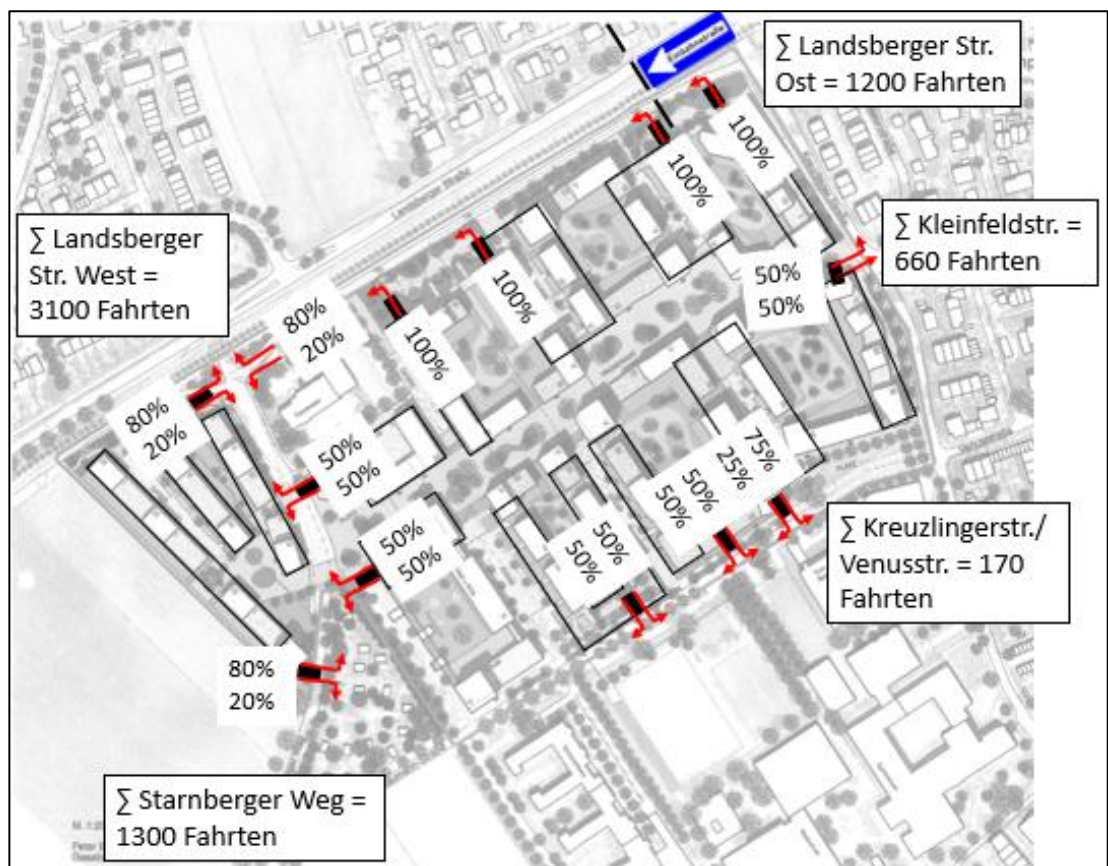 Einbahnstraße
∑ Landsberger Str.
Ost = 1200 Fahrten
100%
100%
∑ Landsberger
Str. West =
3100 Fahrten
∑ Kleinfeldstr. =
660 Fahrten
50%
50%
100%
100%
80%
20%
80%
20%
50%
50%
75%
25%
50%
50%
50%
50%
50%
50%
∑ Kreuzlingerstr./
Venusstr. = 170
Fahrten
80%
20%
∑ Starnberger Weg =
1300 Fahrten